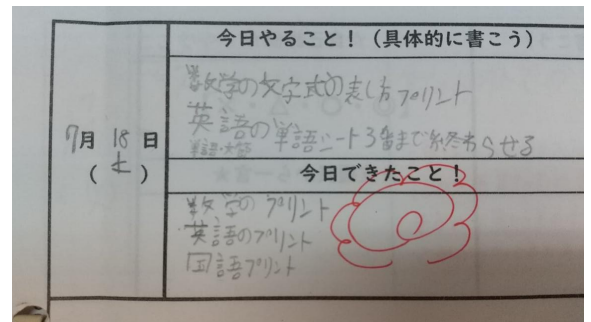 今日やること！（具体的に書こう）
数学の文字式の表し方プリント
英語の単語シート3番まで終わらせる
7月18日
今日できたこと！
数学のプリント
英語のプリント
国語プリント